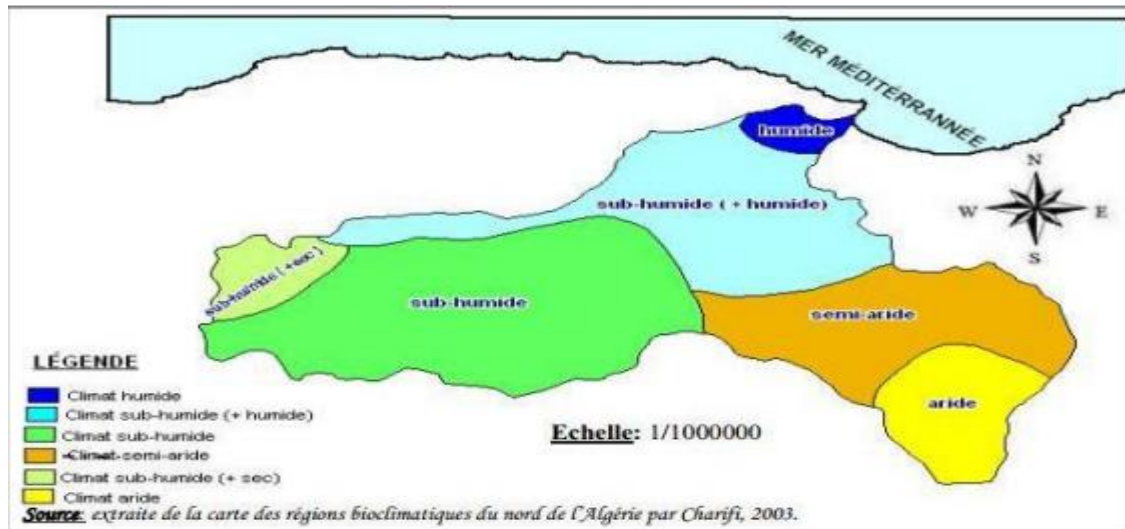 MER MÉDITÉRRANNÉE
humide
sub-humide ( + humide)
N
W
E
S
sub-humide ( +sec )
sub-humide
semi-aride
aride
LÉGENDE
Climat humide
Climat sub-humide (+ humide)
Climat sub-humide
Climat semi-aride
Climat sub-humide (+ sec)
Climat aride
Echelle: 1/1000000
Source: extraite de la carte des régions bioclimatiques du nord de l'Algérie par Charifi, 2003.